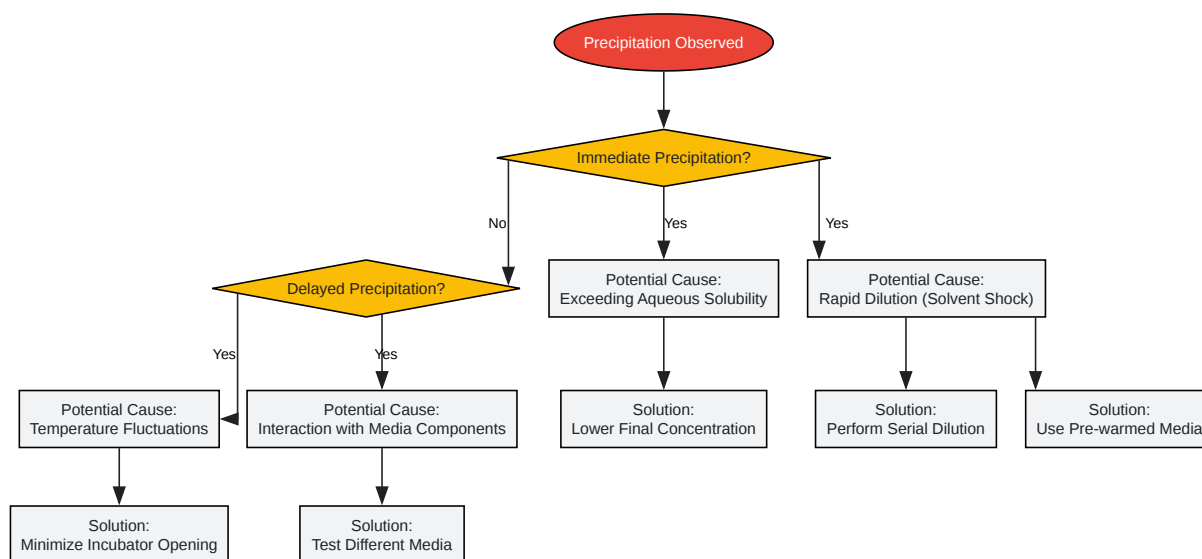 Precipitation Observed
Immediate Precipitation?
No
Yes
Yes
Delayed Precipitation?
Potential Cause:
Exceeding Aqueous Solubility
Potential Cause:
Rapid Dilution (Solvent Shock)
Yes
Yes
Potential Cause:
Temperature Fluctuations
Potential Cause:
Interaction with Media Components
Solution:
Lower Final Concentration
Solution:
Perform Serial Dilution
Solution:
Use Pre-warmed Media
Solution:
Minimize Incubator Opening
Solution:
Test Different Media